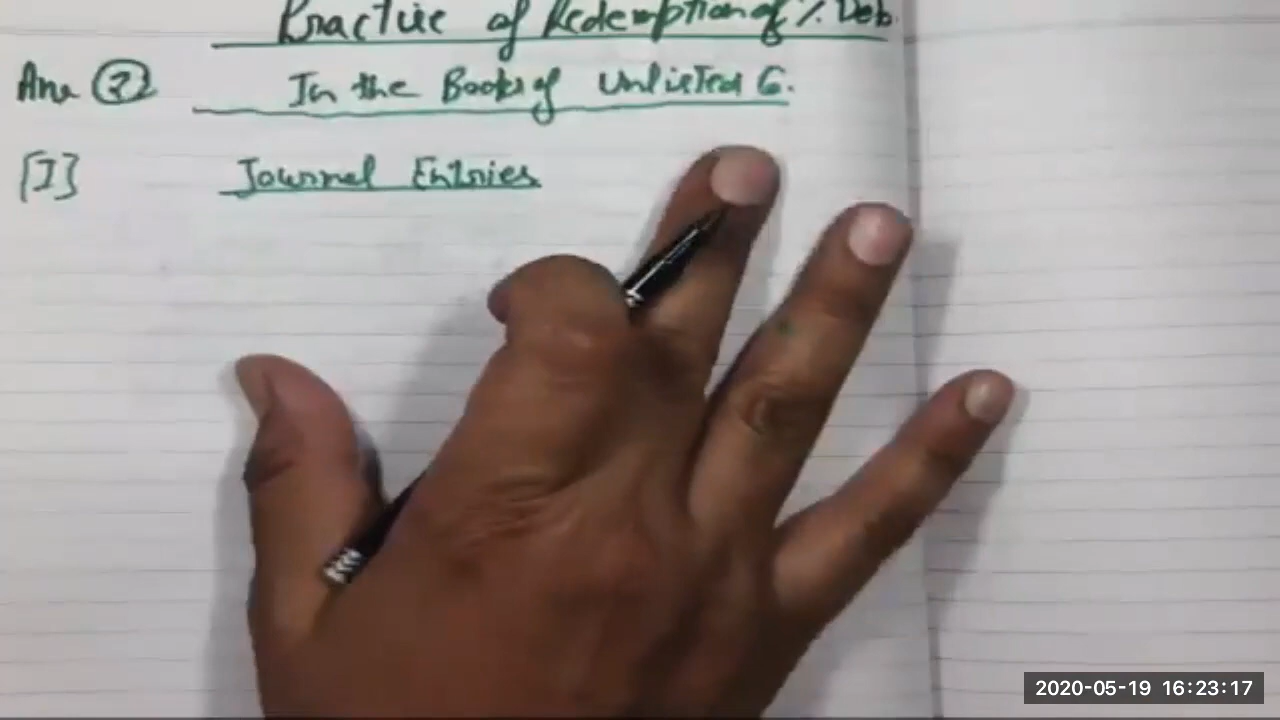 Practice of Redemption of % Deb.
Ans (2) In the Books of Unlisted Co.
[I] Journal Entries
2020-05-19 16:23:17